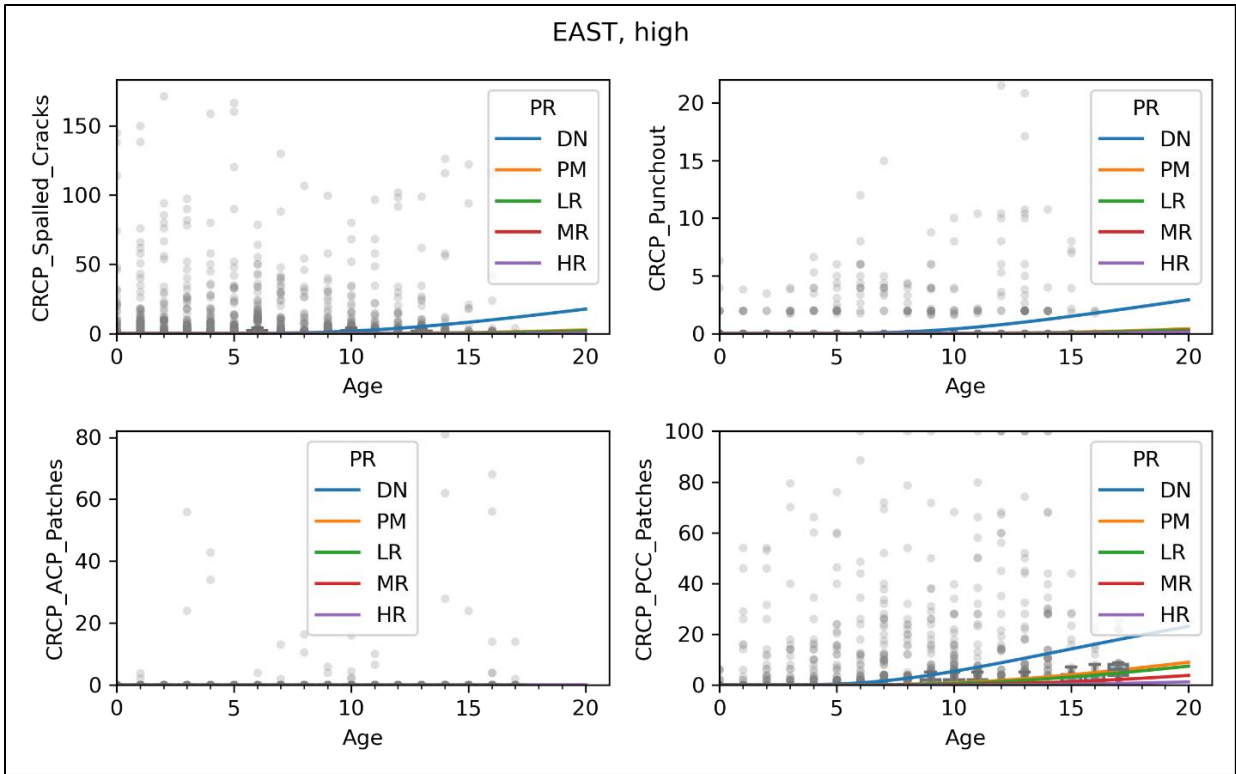 EAST, high
CRCP_Spalled_Cracks
150
100
50
0
0 5 10 15 20
Age
PR
DN
PM
LR
MR
HR
CRCP_Punchout
20
15
10
5
0
0 5 10 15 20
Age
PR
DN
PM
LR
MR
HR
CRCP_ACP_Patches
80
60
40
20
0
0 5 10 15 20
Age
PR
DN
PM
LR
MR
HR
CRCP_PCC_Patches
100
80
60
40
20
0
0 5 10 15 20
Age
PR
DN
PM
LR
MR
HR